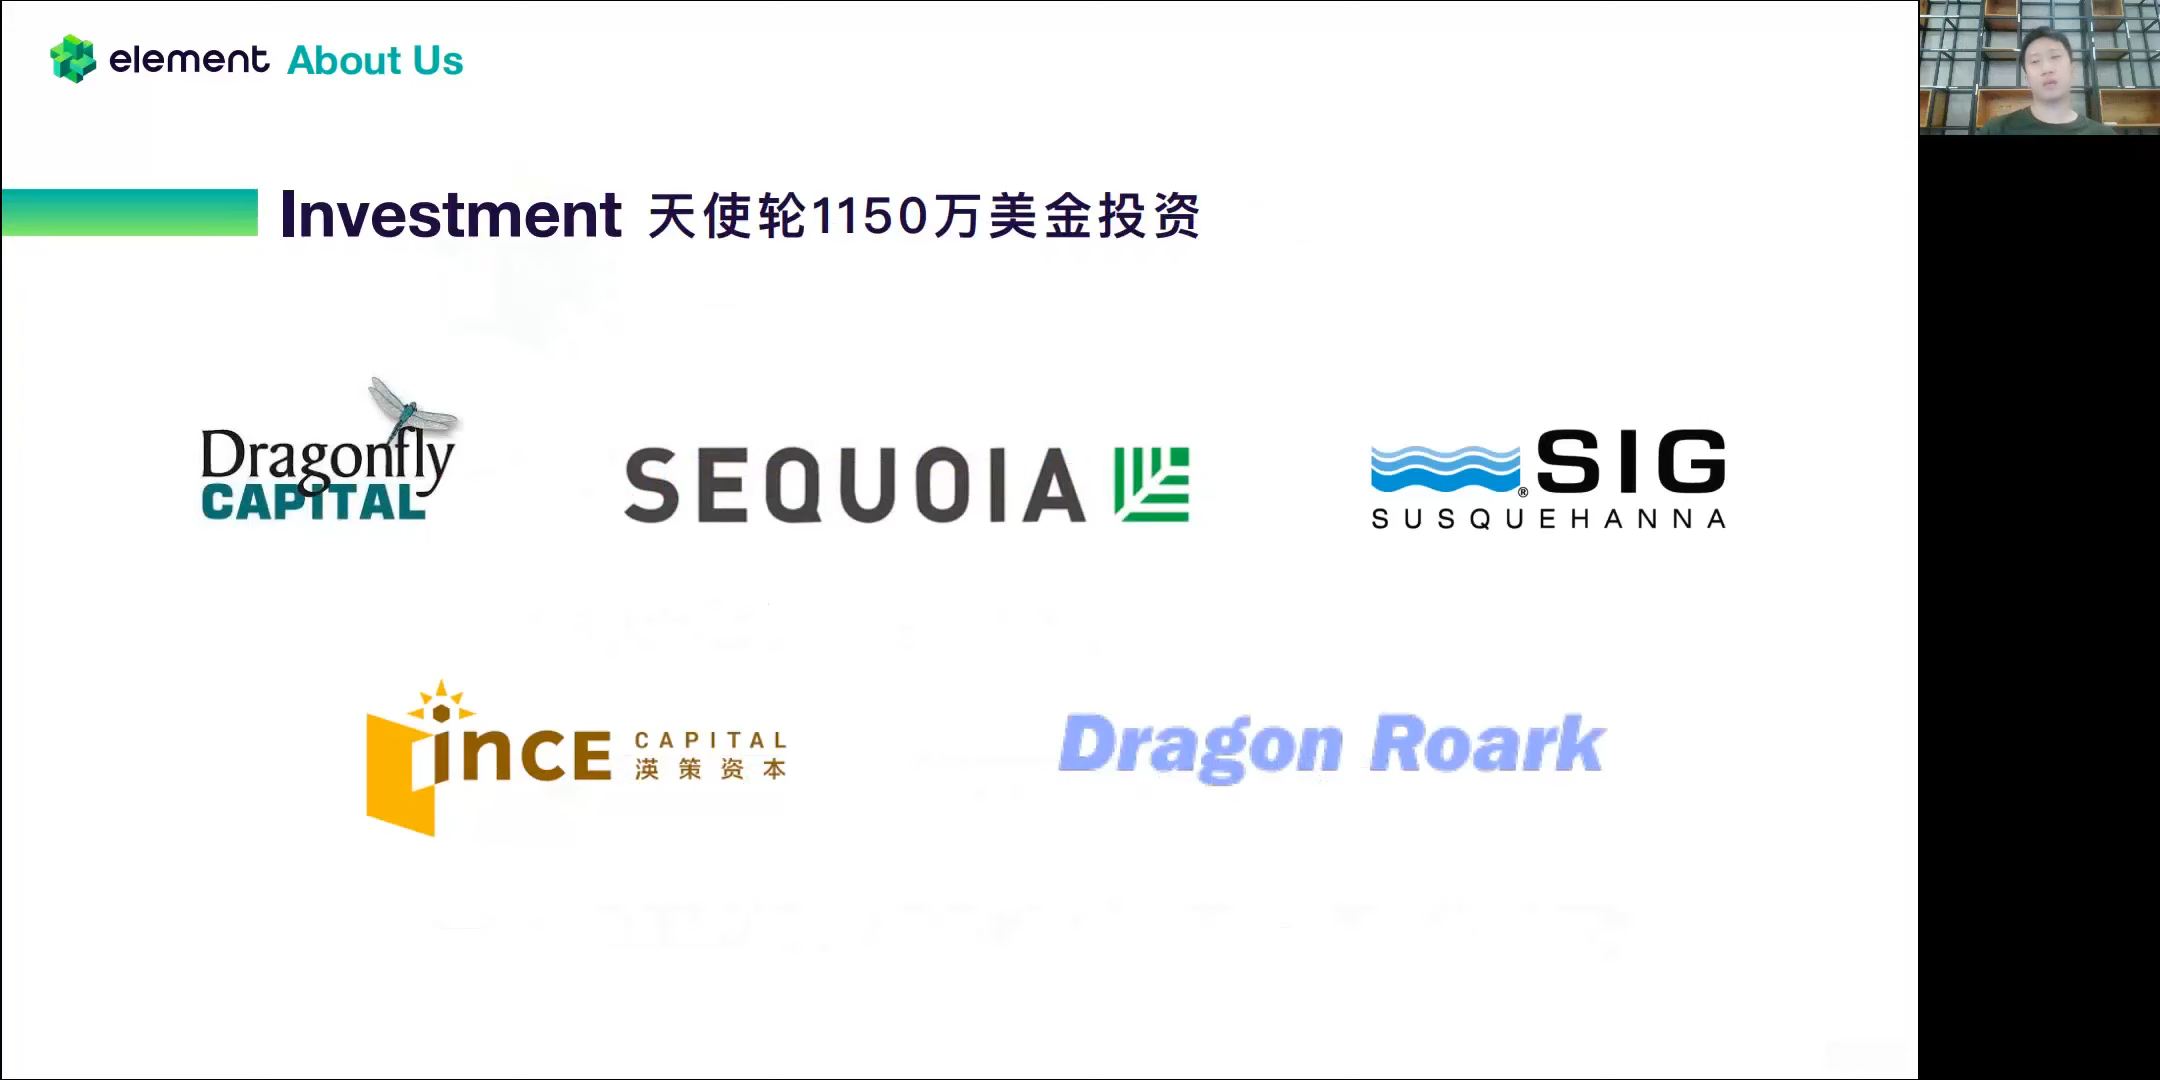 element About Us
Investment 天使轮1150万美金投资
Dragonfly
CAPITAL
SEQUOIA
SIG
®
SUSQUEHANNA
ince CAPITAL
渶策资本
Dragon Roark